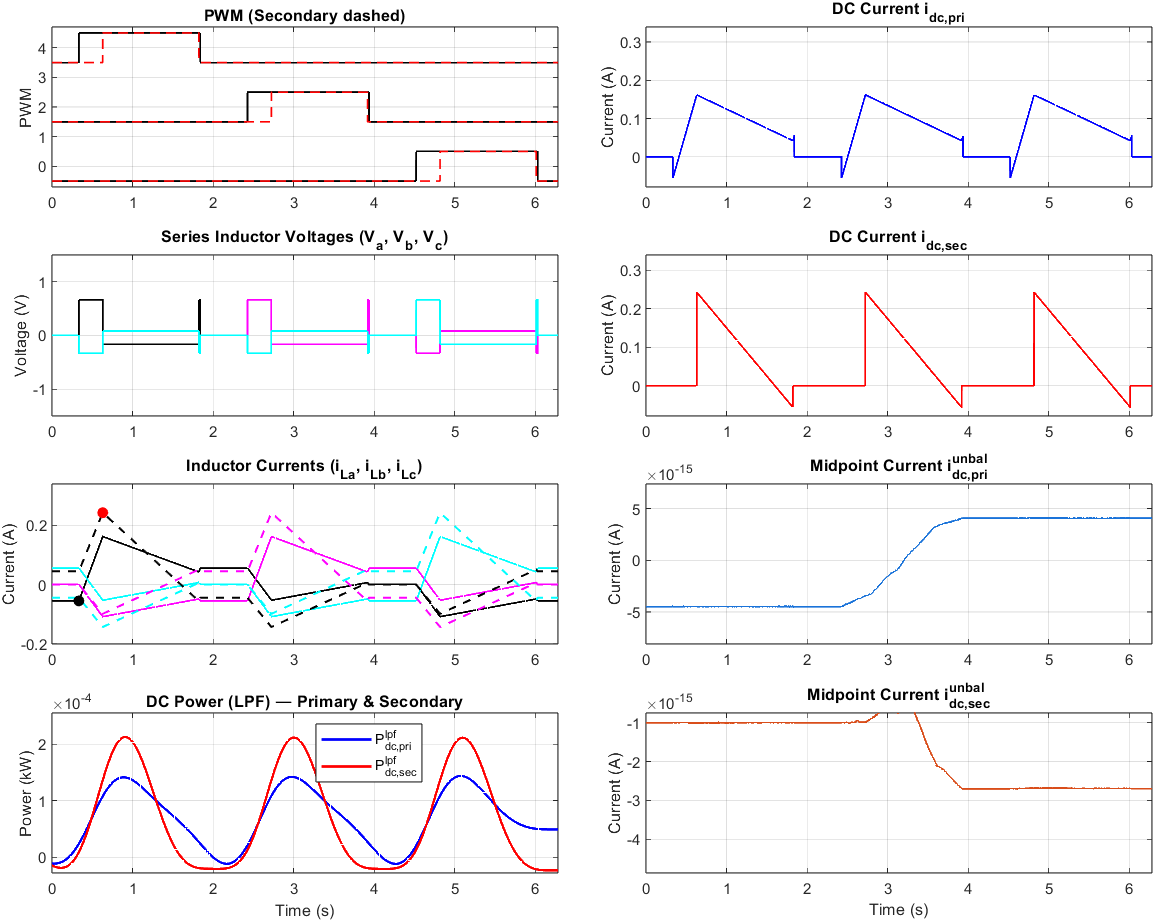 PWM (Secondary dashed)
PWM
4
3
2
1
0
0 1 2 3 4 5 6
DC Current i_dc,pri
Current (A)
0.3
0.2
0.1
0
0 1 2 3 4 5 6
Series Inductor Voltages (V_a, V_b, V_c)
Voltage (V)
1
0
-1
0 1 2 3 4 5 6
DC Current i_dc,sec
Current (A)
0.3
0.2
0.1
0
0 1 2 3 4 5 6
Inductor Currents (i_La, i_Lb, i_Lc)
Current (A)
0.2
0
-0.2
0 1 2 3 4 5 6
Midpoint Current i^unbal_dc,pri
×10^-15
Current (A)
5
0
-5
0 1 2 3 4 5 6
DC Power (LPF) — Primary & Secondary
×10^-4
Power (kW)
2
1
0
P^lpf_dc,pri
P^lpf_dc,sec
0 1 2 3 4 5 6
Time (s)
Midpoint Current i^unbal_dc,sec
×10^-15
Current (A)
-1
-2
-3
-4
0 1 2 3 4 5 6
Time (s)